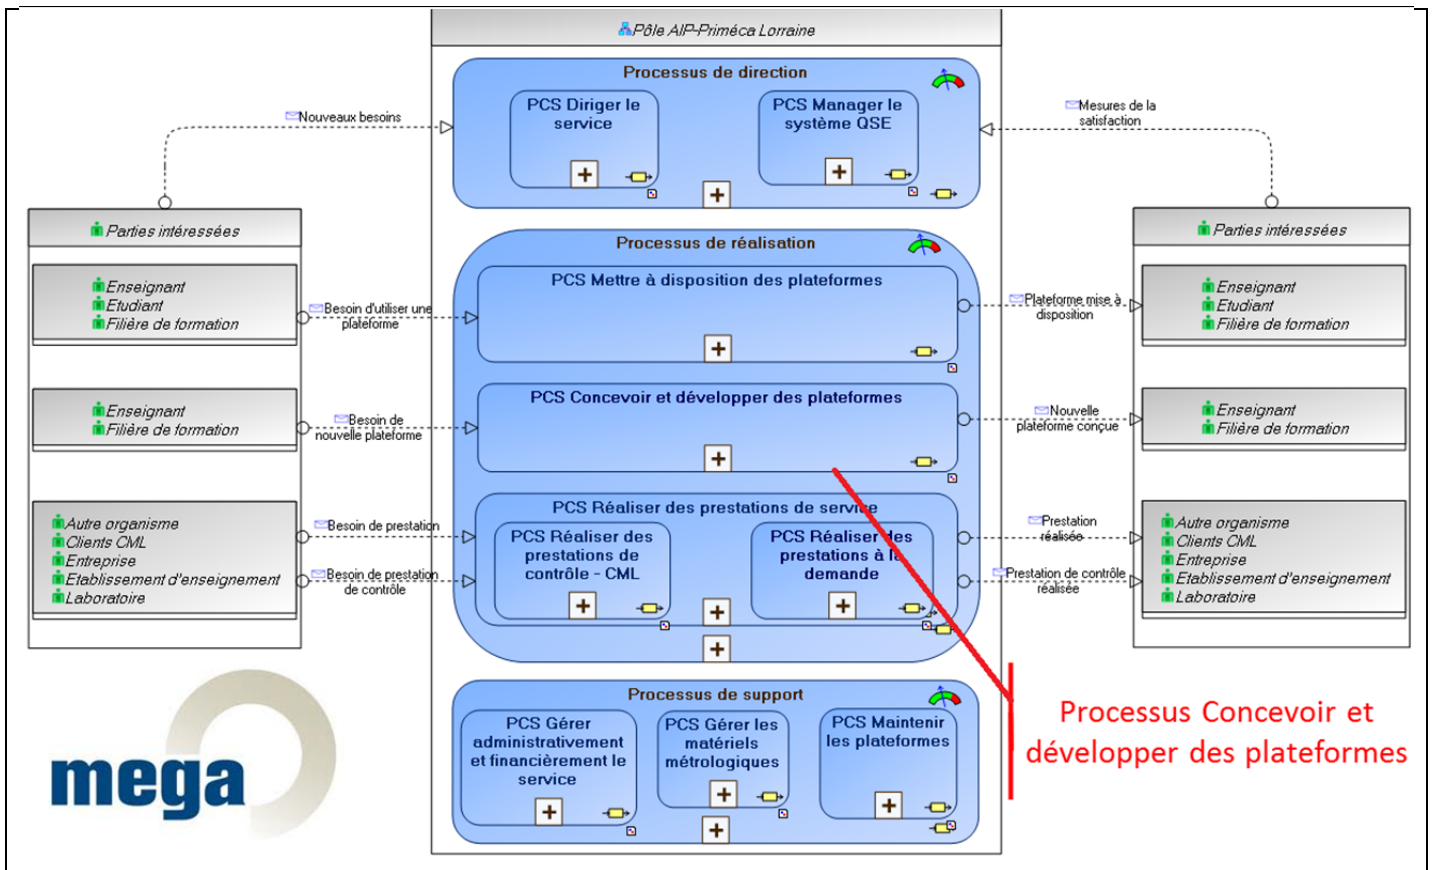 Pôle AIP-Priméca Lorraine
Processus de direction
PCS Diriger le
service
PCS Manager le
système QSE
Nouveaux besoins
Mesures de la
satisfaction
Parties intéressées
Enseignant
Etudiant
Filière de formation
Enseignant
Filière de formation
Autre organisme
Clients CML
Entreprise
Etablissement d'enseignement
Laboratoire
Besoin d'utiliser une
plateforme
Besoin de
nouvelle plateforme
Besoin de prestation
Besoin de prestation
de contrôle
Processus de réalisation
PCS Mettre à disposition des plateformes
PCS Concevoir et développer des plateformes
PCS Réaliser des prestations de service
PCS Réaliser des
prestations de
contrôle - CML
PCS Réaliser des
prestations à la
demande
Plateforme mise à
disposition
Nouvelle
plateforme conçue
Prestation
réalisée
Prestation de contrôle
réalisée
Parties intéressées
Enseignant
Etudiant
Filière de formation
Enseignant
Filière de formation
Autre organisme
Clients CML
Entreprise
Etablissement d'enseignement
Laboratoire
Processus de support
PCS Gérer
administrativement
et financièrement le
service
PCS Gérer les
matériels
métrologiques
PCS Maintenir
les plateformes
mega
Processus Concevoir et
développer des plateformes